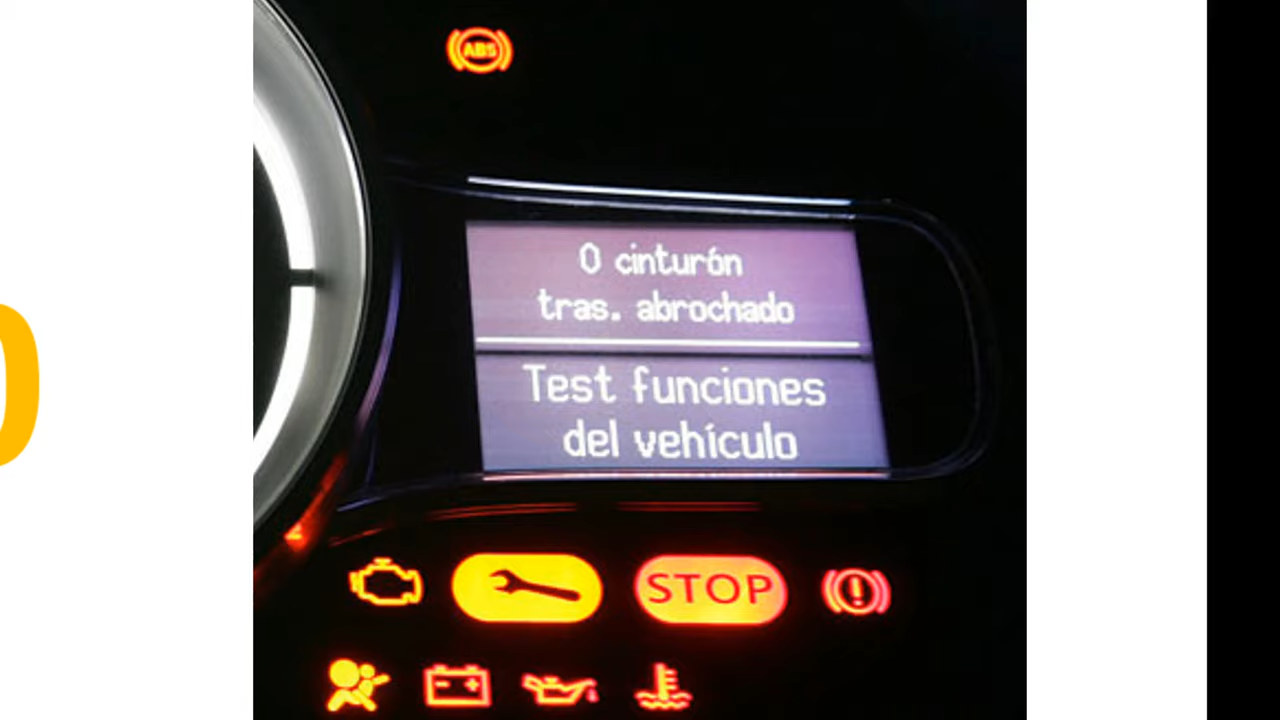 ABS
0 cinturón
tras. abrochado
Test funciones
del vehículo
STOP